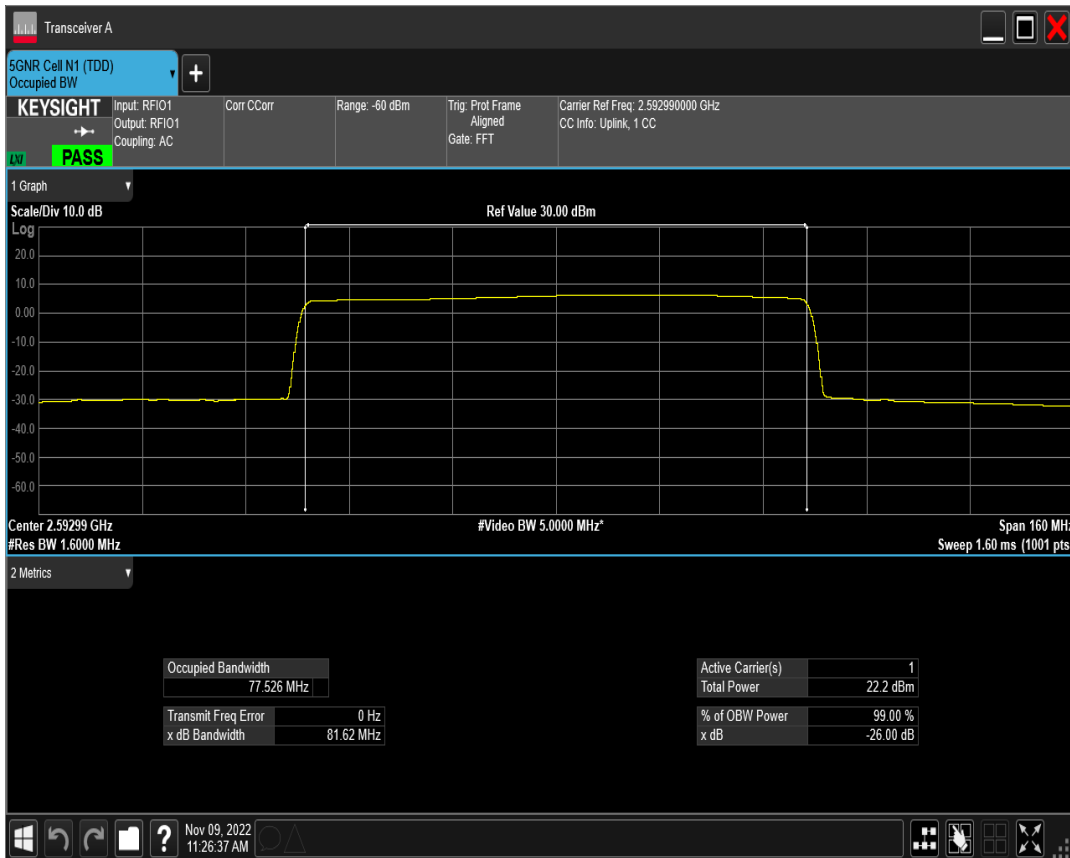 Transceiver A
5GNR Cell N1 (TDD)
Occupied BW
+
KEYSIGHT
LXI
PASS
Input: RFIO1
Output: RFIO1
Coupling: AC
Corr CCorr
Range: -60 dBm
Trig: Prot Frame
Aligned
Gate: FFT
Carrier Ref Freq: 2.592990000 GHz
CC Info: Uplink, 1 CC
1 Graph
Scale/Div 10.0 dB
Ref Value 30.00 dBm
Log
20.0
10.0
0.00
-10.0
-20.0
-30.0
-40.0
-50.0
-60.0
Center 2.59299 GHz
#Video BW 5.0000 MHz*
Span 160 MHz
#Res BW 1.6000 MHz
Sweep 1.60 ms (1001 pts
2 Metrics
Occupied Bandwidth
77.526 MHz
Transmit Freq Error 0 Hz
x dB Bandwidth 81.62 MHz
Active Carrier(s) 1
Total Power 22.2 dBm
% of OBW Power 99.00 %
x dB -26.00 dB
?
Nov 09, 2022
11:26:37 AM